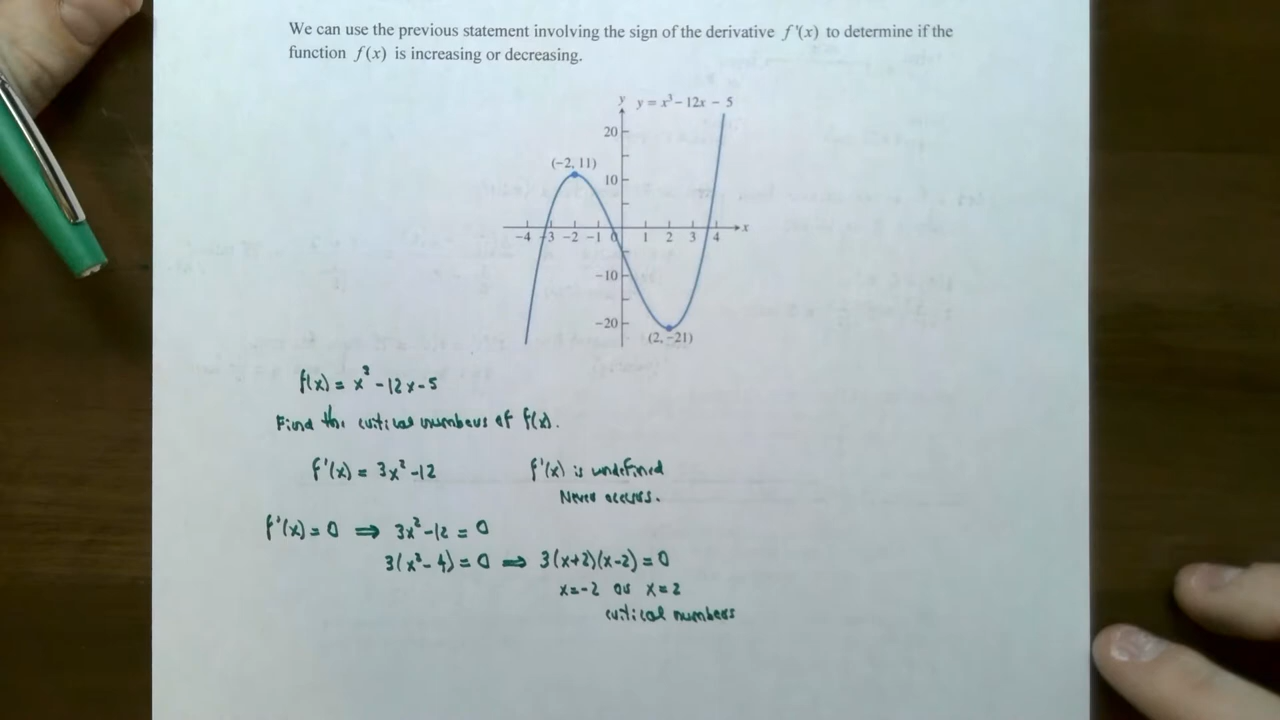 We can use the previous statement involving the sign of the derivative f'(x) to determine if the
function f(x) is increasing or decreasing.
y y = x³ − 12x − 5
20
(−2, 11)
10
−4 −3 −2 −1 0 1 2 3 4 x
−10
−20
(2, −21)
f(x) = x³ - 12x - 5
Find the critical numbers of f(x).
f'(x) = 3x² - 12 f'(x) is undefined
Never occurs.
f'(x) = 0 ⟹ 3x² - 12 = 0
3(x² - 4) = 0 ⟹ 3(x+2)(x-2) = 0
x = -2 or x = 2
critical numbers